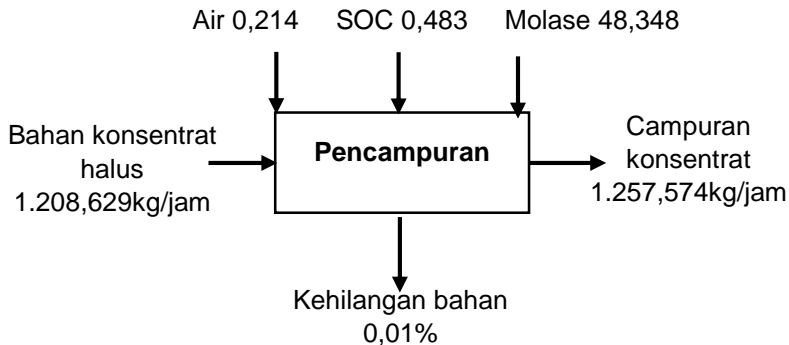 Air 0,214 SOC 0,483 Molase 48,348
Bahan konsentrat
halus
1.208,629kg/jam
Pencampuran
Campuran
konsentrat
1.257,574kg/jam
Kehilangan bahan
0,01%